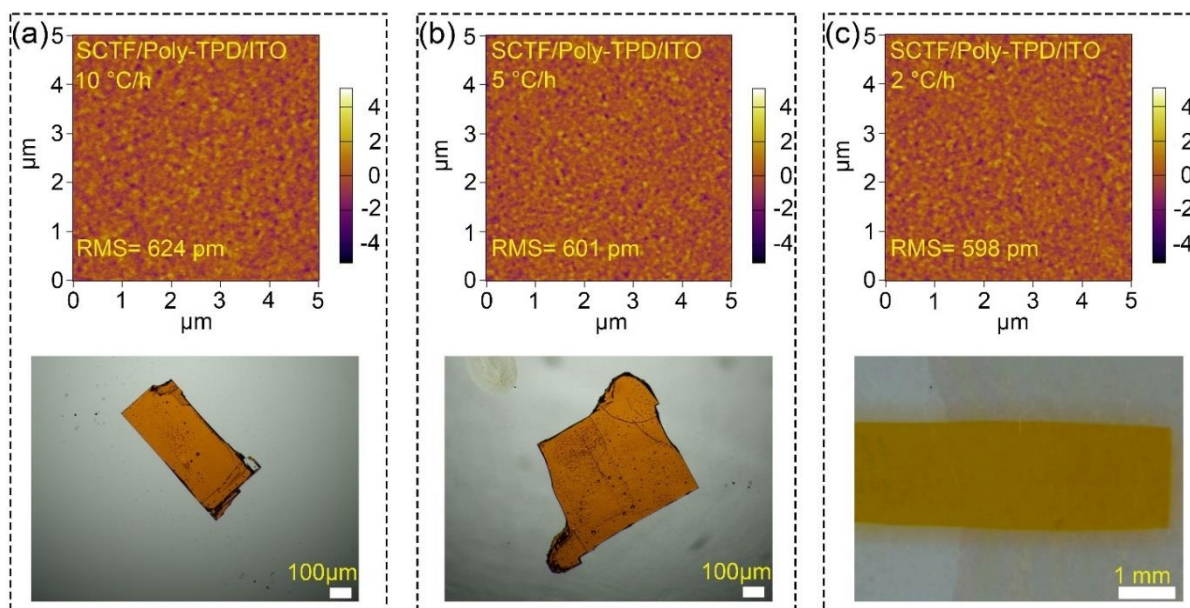 (a)
SCTF/Poly-TPD/ITO
10 °C/h
RMS= 624 pm
5
4
3
2
1
0
µm
0 1 2 3 4 5
µm
4
2
0
-2
-4
100µm
(b)
SCTF/Poly-TPD/ITO
5 °C/h
RMS= 601 pm
5
4
3
2
1
0
µm
0 1 2 3 4 5
µm
4
2
0
-2
-4
100µm
(c)
SCTF/Poly-TPD/ITO
2 °C/h
RMS= 598 pm
5
4
3
2
1
0
µm
0 1 2 3 4 5
µm
4
2
0
-2
-4
1 mm